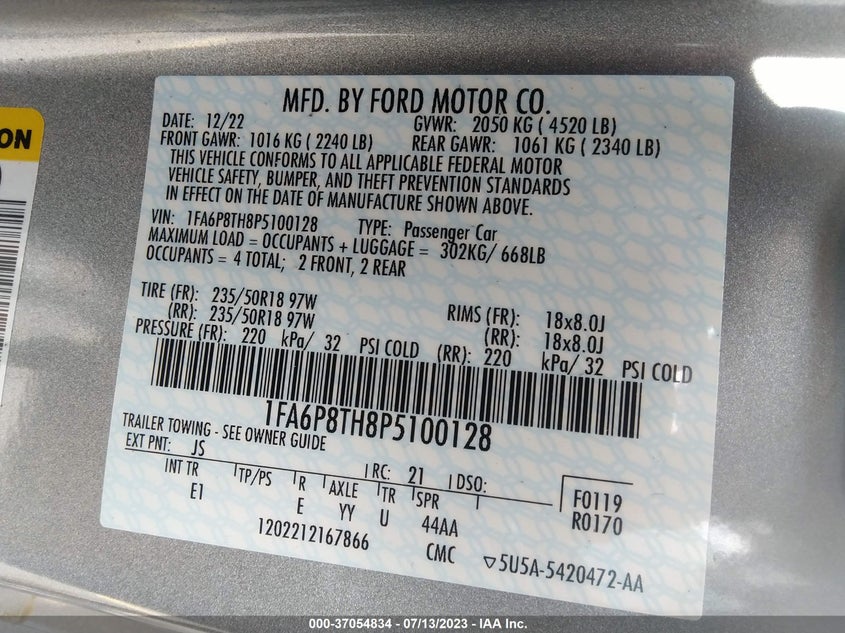 MFD. BY FORD MOTOR CO.
DATE: 12/22 GVWR: 2050 KG ( 4520 LB)
FRONT GAWR: 1016 KG ( 2240 LB) REAR GAWR: 1061 KG ( 2340 LB)
THIS VEHICLE CONFORMS TO ALL APPLICABLE FEDERAL MOTOR
VEHICLE SAFETY, BUMPER, AND THEFT PREVENTION STANDARDS
IN EFFECT ON THE DATE OF MANUFACTURE SHOWN ABOVE.
VIN: 1FA6P8TH8P5100128 TYPE: Passenger Car
MAXIMUM LOAD = OCCUPANTS + LUGGAGE = 302KG/ 668LB
OCCUPANTS = 4 TOTAL; 2 FRONT, 2 REAR
TIRE (FR): 235/50R18 97W RIMS (FR): 18x8.0J
(RR): 235/50R18 97W (RR): 18x8.0J
PRESSURE (FR): 220 kPa/ 32 PSI COLD (RR): 220 kPa/ 32 PSI COLD
1FA6P8TH8P5100128
TRAILER TOWING - SEE OWNER GUIDE
EXT PNT: JS RC: 21 DSO:
INT TR TP/PS R AXLE TR SPR F0119
E1 E YY U 44AA R0170
1202212167866 CMC ▽5U5A-5420472-AA
ON
000-37054834 - 07/13/2023 - IAA Inc.